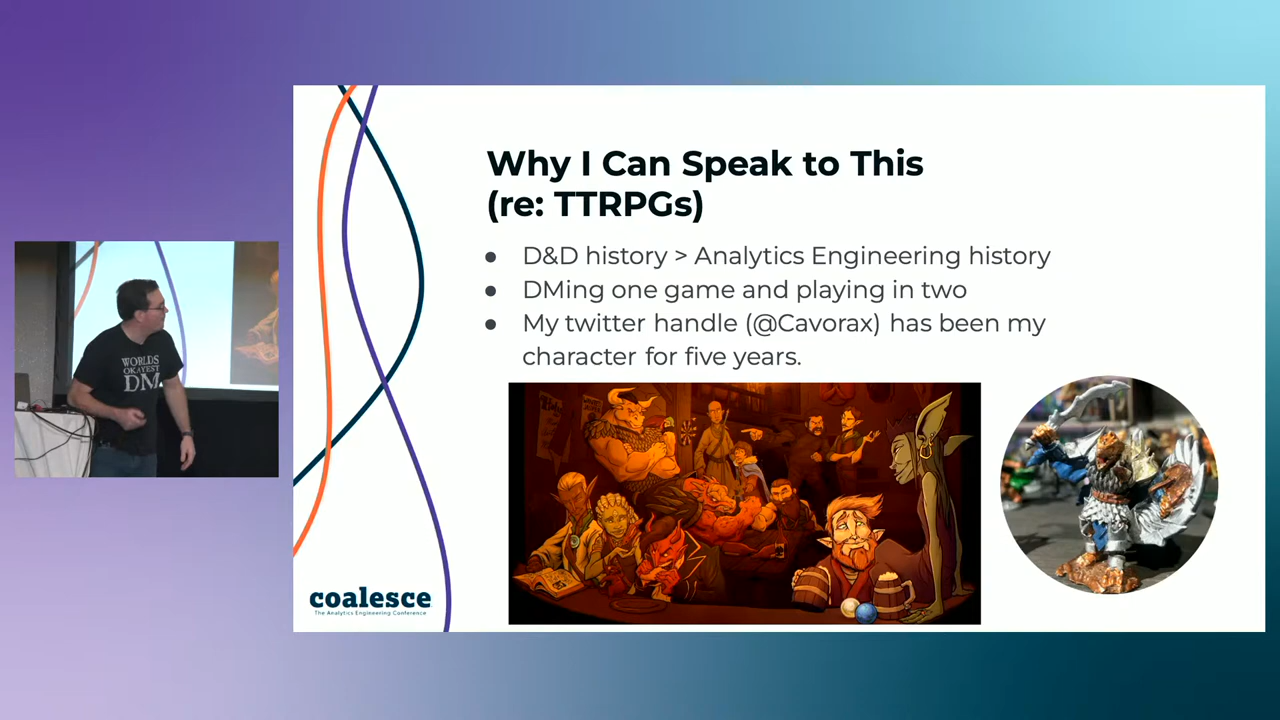 Why I Can Speak to This
(re: TTRPGs)
● D&D history > Analytics Engineering history
● DMing one game and playing in two
● My twitter handle (@Cavorax) has been my
character for five years.
WORLDS
OKAYEST
DM
coalesce
The Analytics Engineering Conference